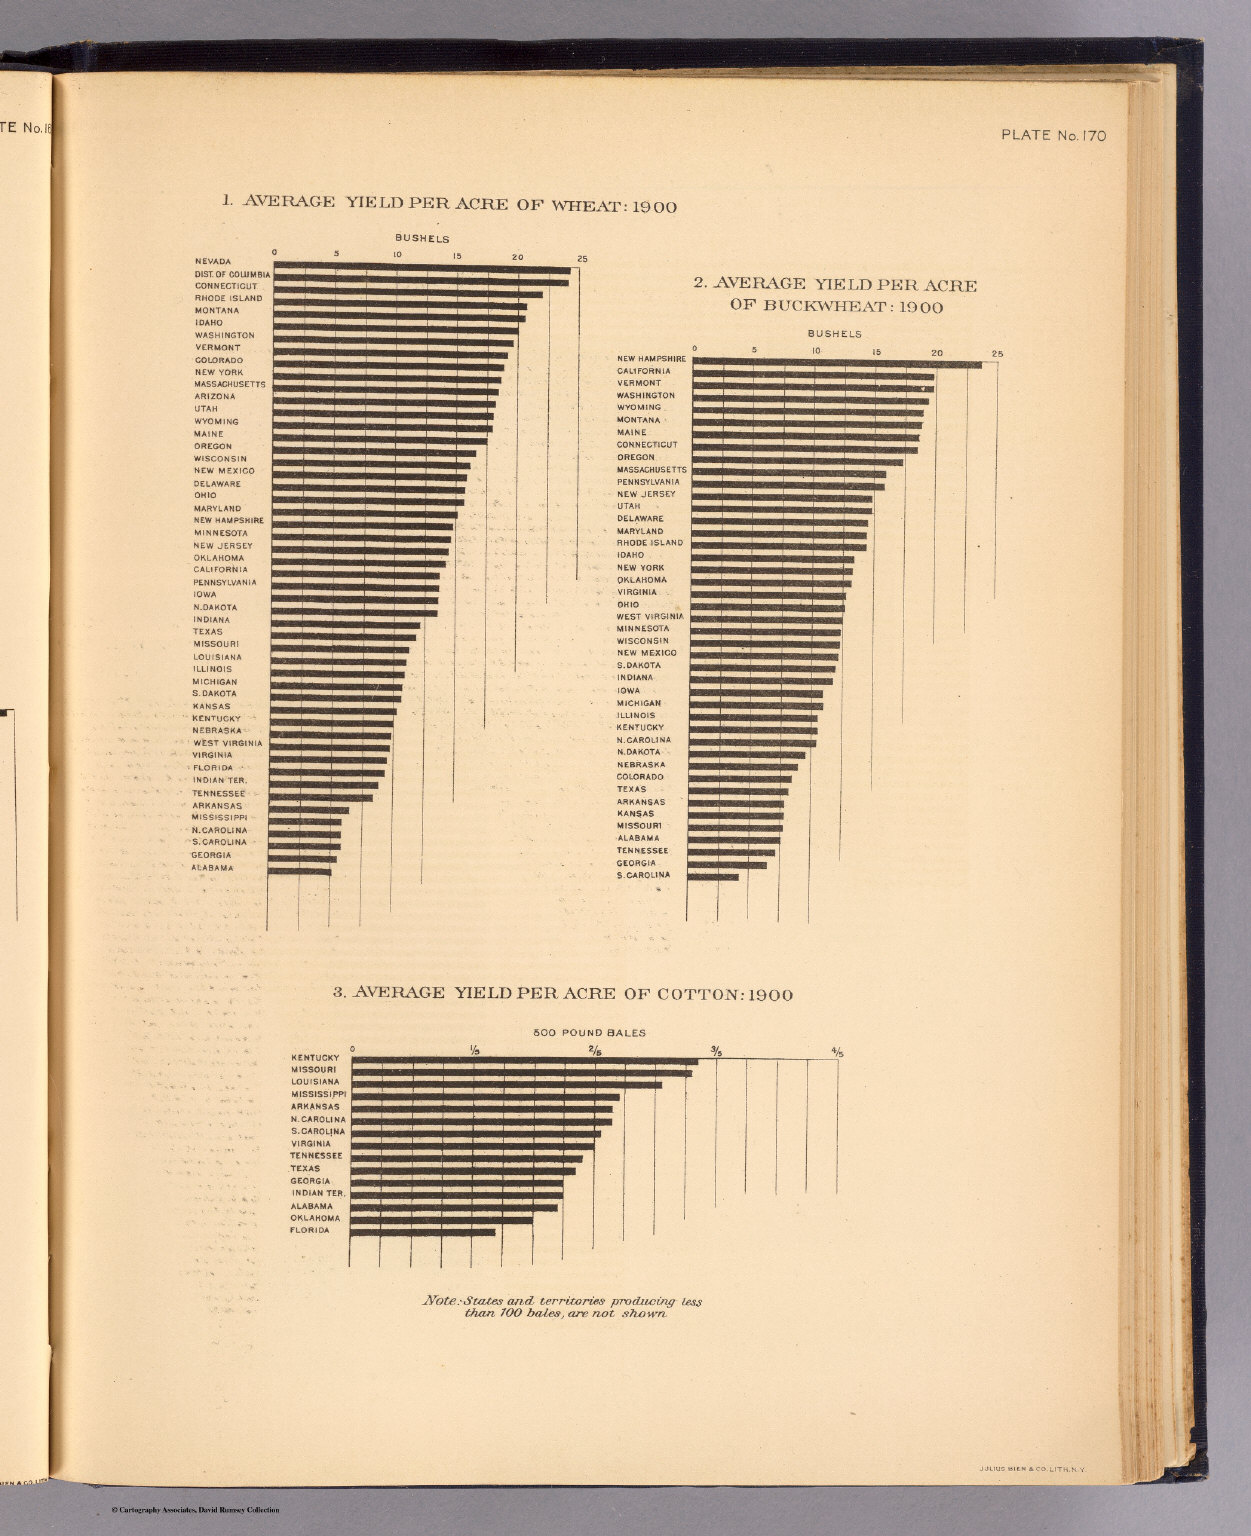 TE No. 16
PLATE No. 170
1. AVERAGE YIELD PER ACRE OF WHEAT: 1900
BUSHELS
0 5 10 15 20 25
NEVADA
DIST. OF COLUMBIA
CONNECTICUT
RHODE ISLAND
MONTANA
IDAHO
WASHINGTON
VERMONT
COLORADO
NEW YORK
MASSACHUSETTS
ARIZONA
UTAH
WYOMING
MAINE
OREGON
WISCONSIN
NEW MEXICO
DELAWARE
OHIO
MARYLAND
NEW HAMPSHIRE
MINNESOTA
NEW JERSEY
OKLAHOMA
CALIFORNIA
PENNSYLVANIA
IOWA
N. DAKOTA
INDIANA
TEXAS
MISSOURI
LOUISIANA
ILLINOIS
MICHIGAN
S. DAKOTA
KANSAS
KENTUCKY
NEBRASKA
WEST VIRGINIA
VIRGINIA
FLORIDA
INDIAN TER.
TENNESSEE
ARKANSAS
MISSISSIPPI
N. CAROLINA
S. CAROLINA
GEORGIA
ALABAMA
2. AVERAGE YIELD PER ACRE
OF BUCKWHEAT: 1900
BUSHELS
0 5 10 15 20 25
NEW HAMPSHIRE
CALIFORNIA
VERMONT
WASHINGTON
WYOMING
MONTANA
MAINE
CONNECTICUT
OREGON
MASSACHUSETTS
PENNSYLVANIA
NEW JERSEY
UTAH
DELAWARE
MARYLAND
RHODE ISLAND
IDAHO
NEW YORK
OKLAHOMA
VIRGINIA
OHIO
WEST VIRGINIA
MINNESOTA
WISCONSIN
NEW MEXICO
S. DAKOTA
INDIANA
IOWA
MICHIGAN
ILLINOIS
KENTUCKY
N. CAROLINA
N. DAKOTA
NEBRASKA
COLORADO
TEXAS
ARKANSAS
KANSAS
MISSOURI
ALABAMA
TENNESSEE
GEORGIA
S. CAROLINA
3. AVERAGE YIELD PER ACRE OF COTTON: 1900
500 POUND BALES
0 1/5 2/5 3/5 4/5
KENTUCKY
MISSOURI
LOUISIANA
MISSISSIPPI
ARKANSAS
N. CAROLINA
S. CAROLINA
VIRGINIA
TENNESSEE
TEXAS
GEORGIA
INDIAN TER.
ALABAMA
OKLAHOMA
FLORIDA
Note:-States and territories producing less
than 100 bales, are not shown
JULIUS BIEN & CO. LITH. N.Y.
BIEN & CO. LITH
© Cartography Associates, David Rumsey Collection